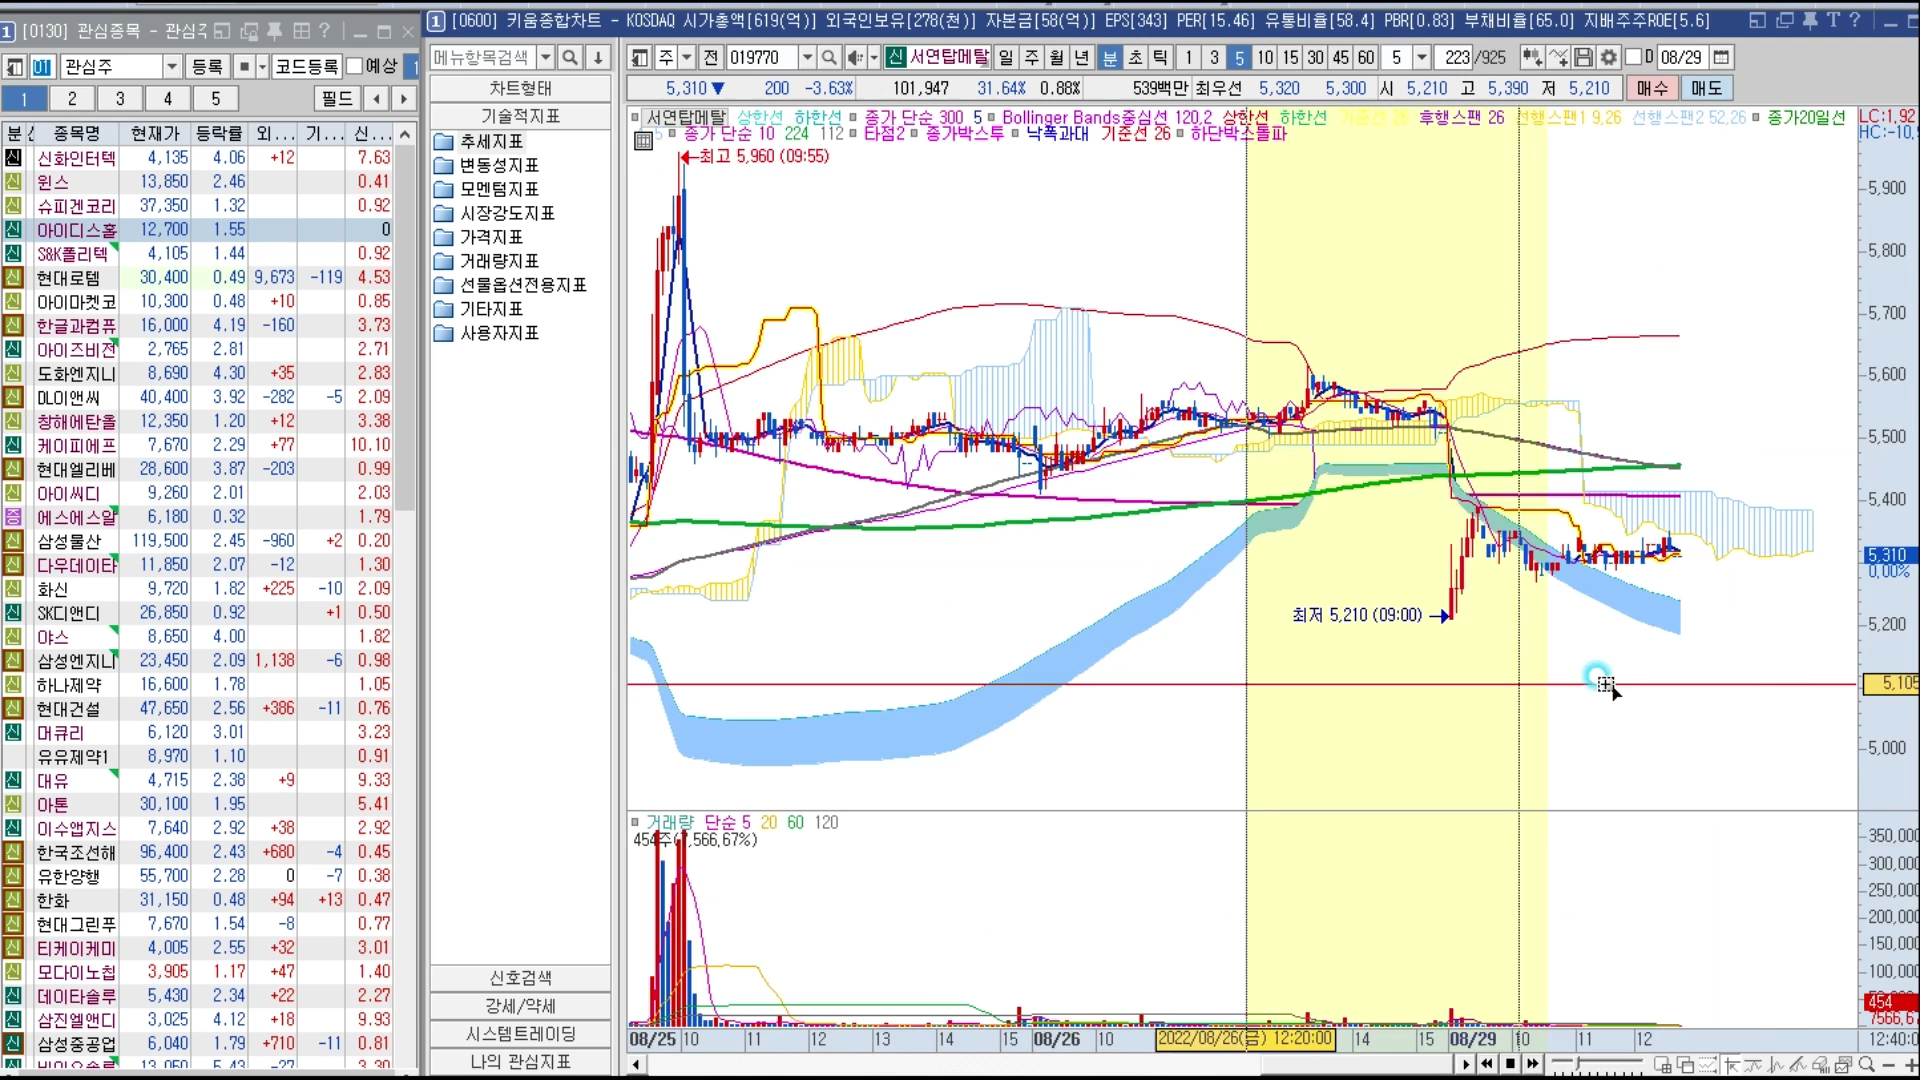 [0130] 관심종목 - 관심주
01 관심주 등록 코드등록 예상
1 2 3 4 5 필드
분 종목명 현재가 등락률 외... 기... 신...
신화인터텍 4,135 4.06 +12 7.63
윈스 13,850 2.46 0.41
슈피겐코리 37,350 1.32 0.92
아이디스홀 12,700 1.55 0
S&K폴리텍 4,105 1.44 0.92
현대로템 30,400 0.49 9,673 -119 4.53
아이마켓코 10,300 0.48 +10 0.85
한글과컴퓨 16,000 4.19 -160 3.73
아이즈비전 2,765 2.81 2.71
도화엔지니 8,690 4.30 +35 2.83
DL이앤씨 40,400 3.92 -282 -5 2.09
창해에탄올 12,350 1.20 +12 3.38
케이피에프 7,670 2.29 +77 10.10
현대엘리베 28,600 3.87 -203 0.99
아이씨디 9,260 2.01 2.03
에스에스알 6,180 0.32 1.79
삼성물산 119,500 2.45 -960 +2 0.20
다우데이타 11,850 2.07 -12 1.30
화신 9,720 1.82 +225 -10 2.09
SK디앤디 26,850 0.92 +1 0.50
야스 8,650 4.00 1.82
삼성엔지니 23,450 2.09 1,138 -6 0.98
하나제약 16,600 1.78 1.05
현대건설 47,650 2.56 +386 -11 0.76
머큐리 6,120 3.01 3.23
유유제약1 8,970 1.10 0.91
대유 4,715 2.38 +9 9.33
아톤 30,100 1.95 5.41
이수앱지스 7,640 2.92 +38 2.92
한국조선해 96,400 2.43 +680 -4 0.45
유한양행 55,700 2.28 0 -7 0.38
한화 31,150 0.48 +94 +13 0.47
현대그린푸 7,670 1.54 -8 0.77
티케이케미 4,005 2.55 +32 3.01
모다이노칩 3,905 1.17 +47 1.40
데이타솔루 5,430 2.34 +22 2.27
삼진엘앤디 3,025 4.12 +18 9.93
삼성중공업 6,040 1.79 +710 -11 0.81
[0600] 키움종합차트 - KOSDAQ 시가총액[619(억)] 외국인보유[278(천)] 자본금[58(억)] EPS[343] PER[15.46] 유통비율[58.4] PBR[0.83] 부채비율[65.0] 지배주주ROE[5.6]
메뉴항목검색 주 전 019770 신 서연탑메탈 일 주 월 년 분 초 틱 1 3 5 10 15 30 45 60 5 223 /925 D 08/29
5,310 ▼ 200 -3.63% 101,947 31.64% 0.88% 539백만 최우선 5,320 5,300 시 5,210 고 5,390 저 5,210 매수 매도
차트형태
기술적지표
추세지표
변동성지표
모멘텀지표
시장강도지표
가격지표
거래량지표
선물옵션전용지표
기타지표
사용자지표
신호검색
강세/약세
시스템트레이딩
나의 관심지표
서연탑메탈 상한선 하한선 종가 단순 300 5 Bollinger Bands중심선 120,2 상한선 하한선 기준선 26 후행스팬 26 선행스팬1 9,26 선행스팬2 52,26 종가20일선
5 종가 단순 10 224 112 타점2 종가박스투 낙폭과대 기준선 26 하단박스돌파
LC:1,92
HC:-10,
최고 5,960 (09:55)
5,900
5,800
5,700
5,600
5,500
5,400
5,310
0.00%
5,200
5,105
5,000
최저 5,210 (09:00)
거래량 단순 5 20 60 120
350,000
300,000
250,000
200,000
150,000
100,000
454
7566,6
08/25 10 11 12 13 14 15 08/26 10 2022/08/26(금) 12:20:00 14 15 08/29 10 11 12 12:40:0